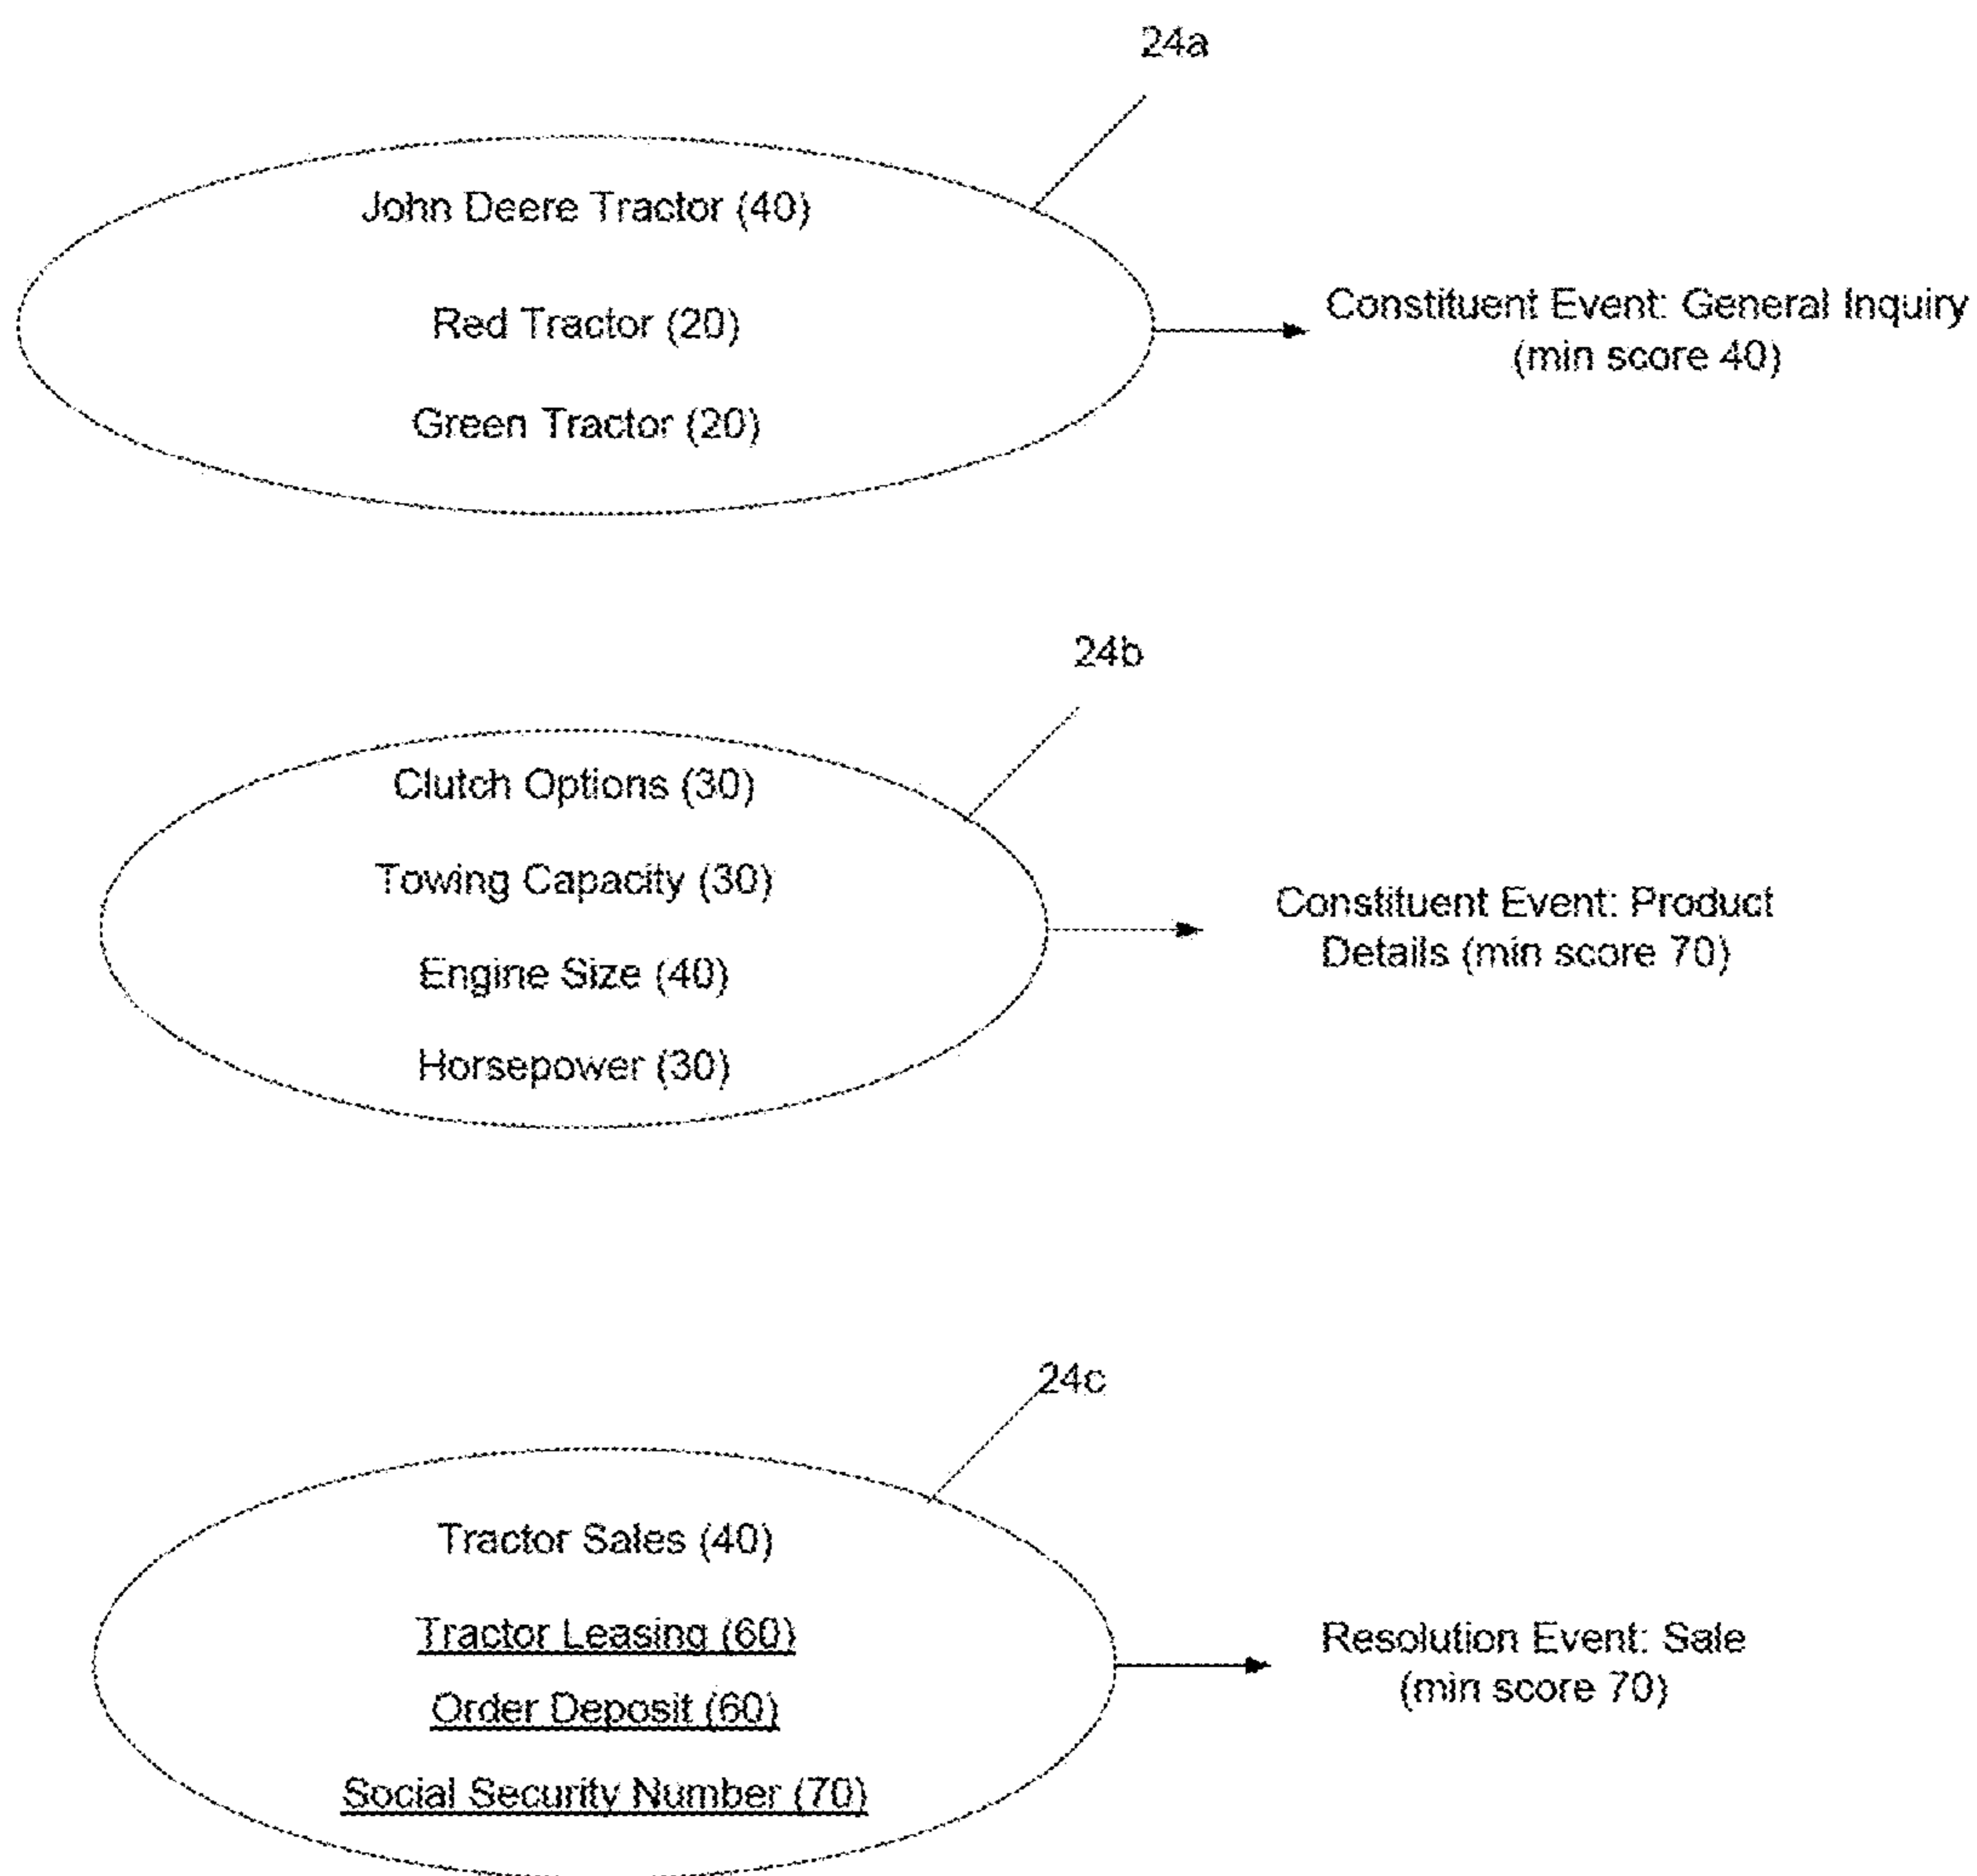 24a
John Deere Tractor (40)
Red Tractor (20)
Green Tractor (20)
Constituent Event: General Inquiry
(min score 40)
24b
Clutch Options (30)
Towing Capacity (30)
Engine Size (40)
Horsepower (30)
Constituent Event: Product
Details (min score 70)
24c
Tractor Sales (40)
Tractor Leasing (60)
Order Deposit (60)
Social Security Number (70)
Resolution Event: Sale
(min score 70)